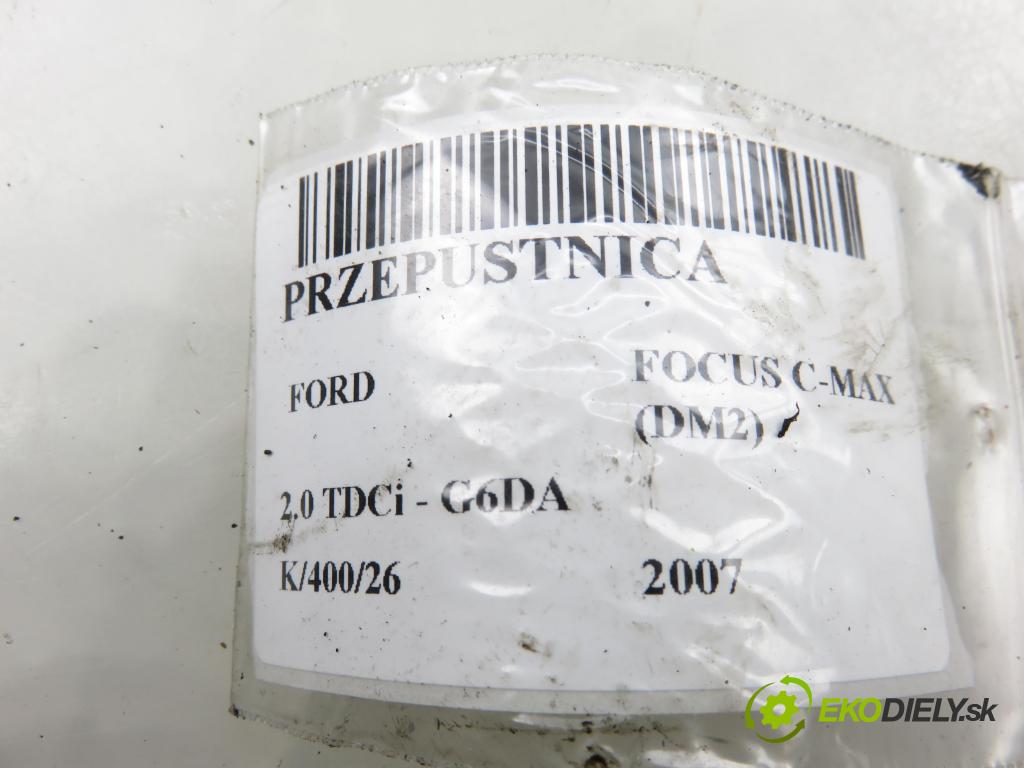 PRZEPUSTNICA
FORD
FOCUS C-MAX
(DM2)
2.0 TDCi - G6DA
K/400/26
2007
EKODIELY.sk